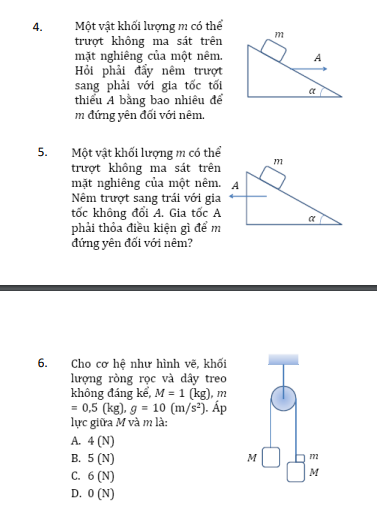 4. Một vật khối lượng m có thể
trượt không ma sát trên
mặt nghiêng của một nêm.
Hỏi phải đẩy nêm trượt
sang phải với gia tốc tối
thiểu A bằng bao nhiêu để
m đứng yên đối với nêm.
m
A
α
5. Một vật khối lượng m có thể
trượt không ma sát trên
mặt nghiêng của một nêm.
Nêm trượt sang trái với gia
tốc không đổi A. Gia tốc A
phải thỏa điều kiện gì để m
đứng yên đối với nêm?
m
A
α
6. Cho cơ hệ như hình vẽ, khối
lượng ròng rọc và dây treo
không đáng kể, M = 1 (kg), m
= 0,5 (kg), g = 10 (m/s²). Áp
lực giữa M và m là:
A. 4 (N)
B. 5 (N)
C. 6 (N)
D. 0 (N)
M
m
M